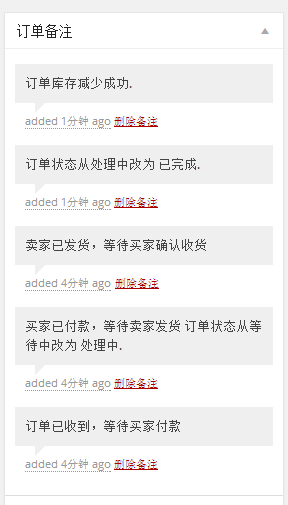 订单备注
订单库存减少成功.
added 1分钟 ago 删除备注
订单状态从处理中改为 已完成.
added 1分钟 ago 删除备注
卖家已发货，等待买家确认收货
added 4分钟 ago 删除备注
买家已付款，等待卖家发货 订单状态从等
待中改为 处理中.
added 4分钟 ago 删除备注
订单已收到，等待买家付款
added 4分钟 ago 删除备注